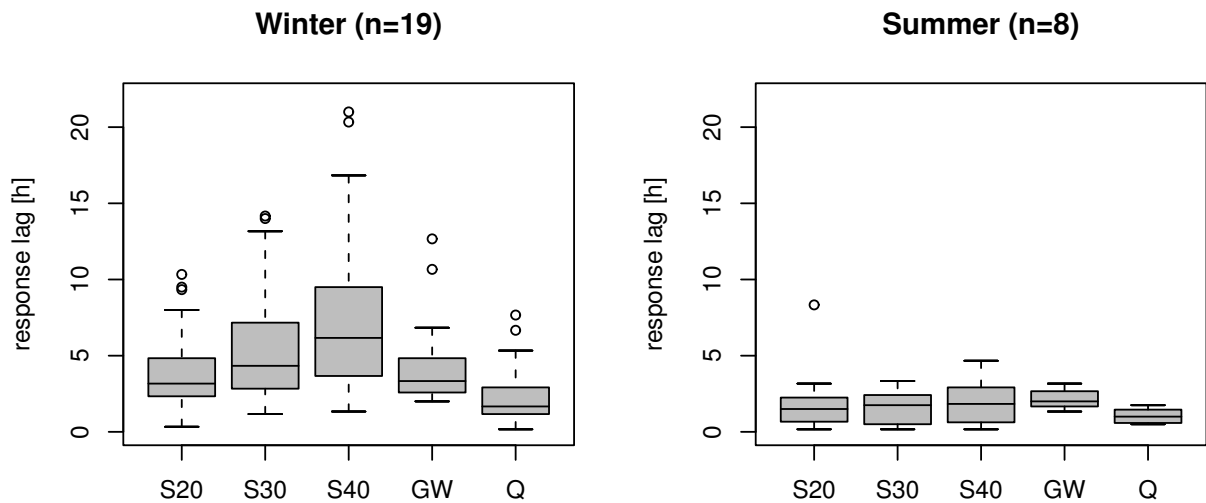 Winter (n=19)
Summer (n=8)
response lag [h]
20
15
10
5
0
S20 S30 S40 GW Q
response lag [h]
20
15
10
5
0
S20 S30 S40 GW Q